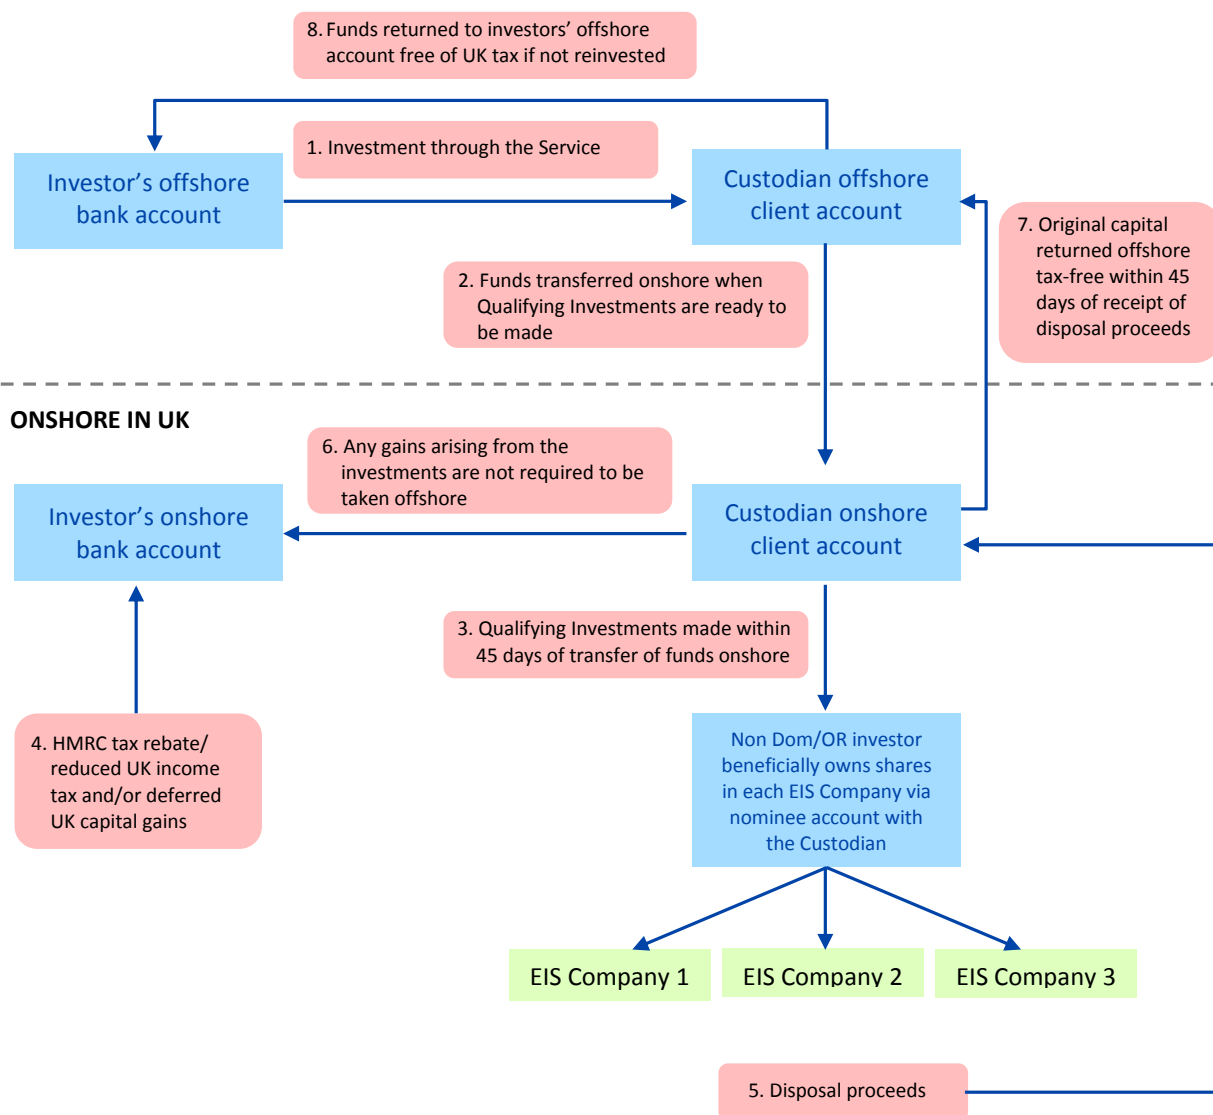 8. Funds returned to investors’ offshore
account free of UK tax if not reinvested
1. Investment through the Service
Investor’s offshore
bank account
Custodian offshore
client account
7. Original capital
returned offshore
tax-free within 45
days of receipt of
disposal proceeds
2. Funds transferred onshore when
Qualifying Investments are ready to
be made
ONSHORE IN UK
6. Any gains arising from the
investments are not required to be
taken offshore
Investor’s onshore
bank account
Custodian onshore
client account
3. Qualifying Investments made within
45 days of transfer of funds onshore
4. HMRC tax rebate/
reduced UK income
tax and/or deferred
UK capital gains
Non Dom/OR investor
beneficially owns shares
in each EIS Company via
nominee account with
the Custodian
EIS Company 1
EIS Company 2
EIS Company 3
5. Disposal proceeds